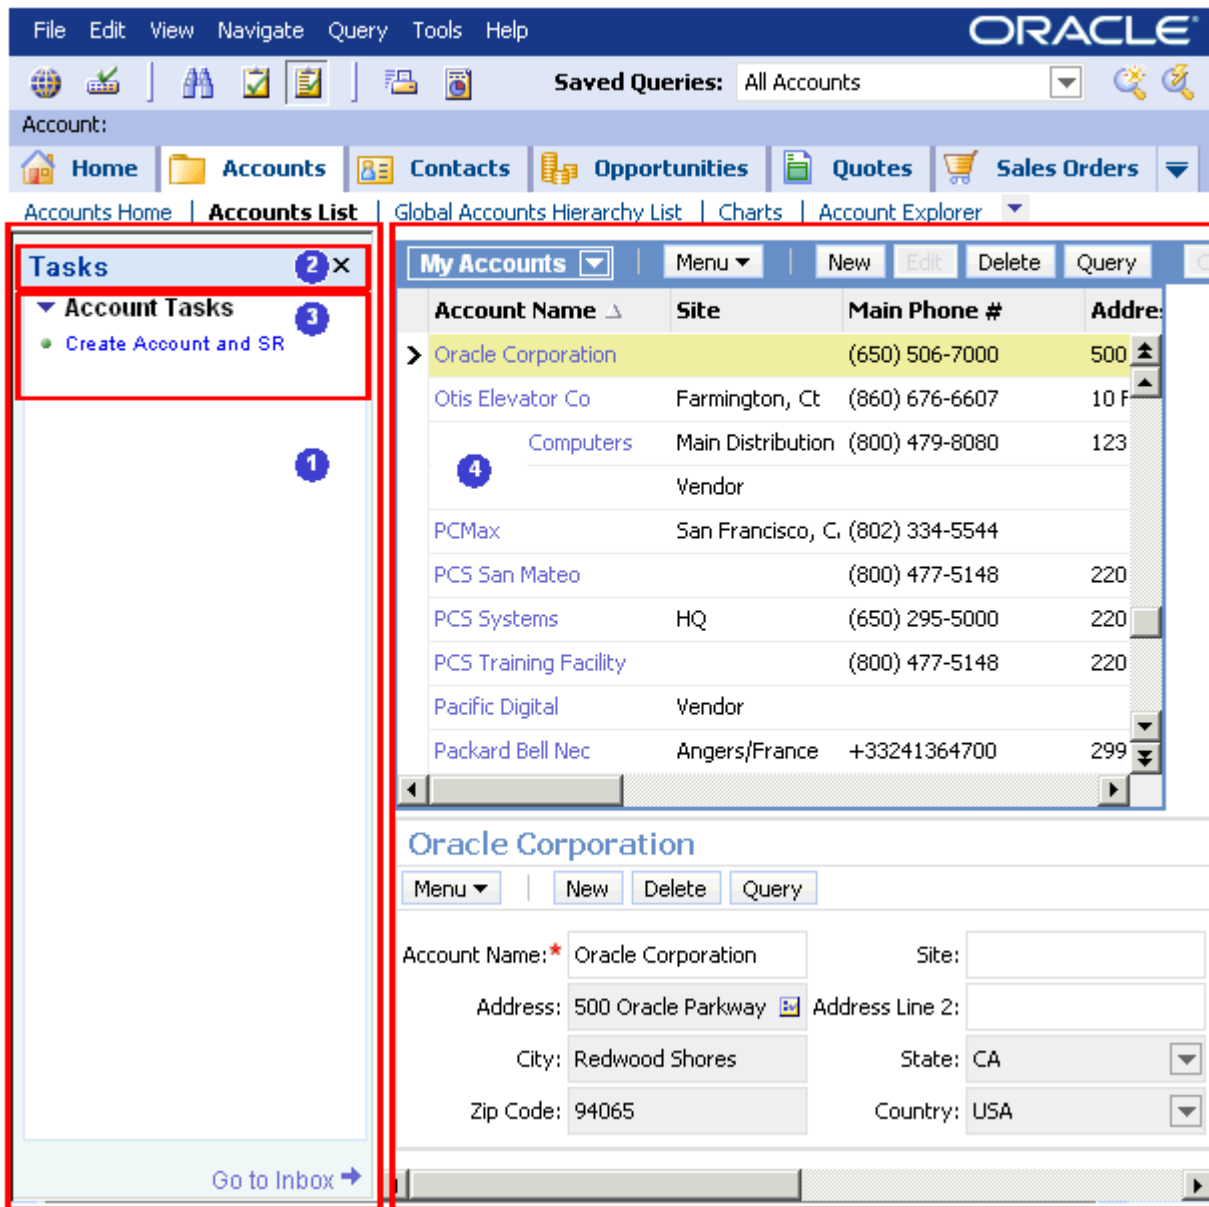 File Edit View Navigate Query Tools Help ORACLE
Saved Queries: All Accounts
Account:
Home Accounts Contacts Opportunities Quotes Sales Orders
Accounts Home | Accounts List | Global Accounts Hierarchy List | Charts | Account Explorer
Tasks 2 ×
Account Tasks 3
Create Account and SR
1
Go to Inbox
My Accounts Menu New Edit Delete Query
Account Name Site Main Phone #
Oracle Corporation (650) 506-7000 500
Otis Elevator Co Farmington, Ct (860) 676-6607 10
Computers Main Distribution (800) 479-8080 123
4 Vendor
PCMax San Francisco, C. (802) 334-5544
PCS San Mateo (800) 477-5148 220
PCS Systems HQ (650) 295-5000 220
PCS Training Facility (800) 477-5148 220
Pacific Digital Vendor
Packard Bell Nec Angers/France +33241364700 299
Oracle Corporation
Menu New Delete Query
Account Name:* Oracle Corporation Site:
Address: 500 Oracle Parkway Address Line 2:
City: Redwood Shores State: CA
Zip Code: 94065 Country: USA